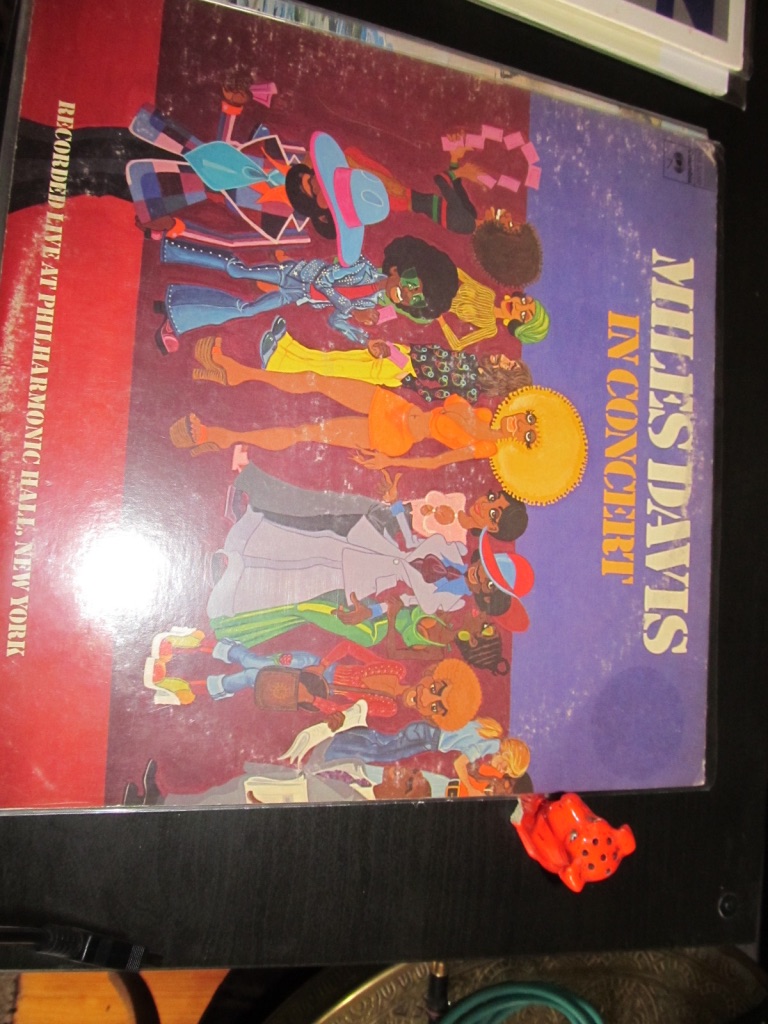 MILES DAVIS
IN CONCERT
RECORDED LIVE AT PHILHARMONIC HALL, NEW YORK